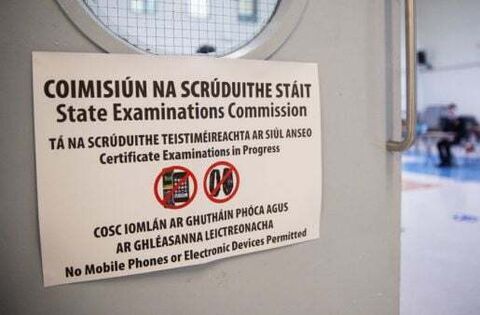 COIMISIÚN NA SCRÚDUITHE STÁIT
State Examinations Commission
TÁ NA SCRÚDUITHE TEISTIMÉIREACHTA AR SIÚL ANSEO
Certificate Examinations in Progress
COSC IOMLÁN AR GHUTHÁIN PHÓCA AGUS
AR GHLÉASANNA LEICTREONACHA
No Mobile Phones or Electronic Devices Permitted